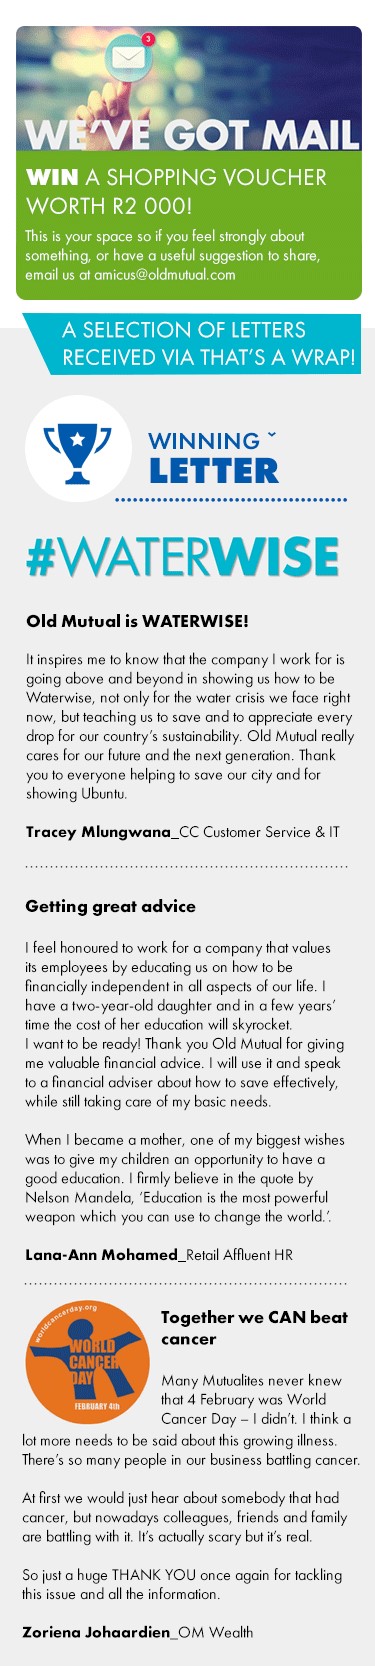 3
WE'VE GOT MAIL
WIN A SHOPPING VOUCHER
WORTH R2 000!
This is your space so if you feel strongly about
something, or have a useful suggestion to share,
email us at amicus@oldmutual.com
A SELECTION OF LETTERS
RECEIVED VIA THAT'S A WRAP!
WINNING ˇ
LETTER
#WATERWISE
Old Mutual is WATERWISE!
It inspires me to know that the company I work for is
going above and beyond in showing us how to be
Waterwise, not only for the water crisis we face right
now, but teaching us to save and to appreciate every
drop for our country's sustainability. Old Mutual really
cares for our future and the next generation. Thank
you to everyone helping to save our city and for
showing Ubuntu.
Tracey Mlungwana_CC Customer Service & IT
Getting great advice
I feel honoured to work for a company that values
its employees by educating us on how to be
financially independent in all aspects of our life. I
have a two-year-old daughter and in a few years'
time the cost of her education will skyrocket.
I want to be ready! Thank you Old Mutual for giving
me valuable financial advice. I will use it and speak
to a financial adviser about how to save effectively,
while still taking care of my basic needs.
When I became a mother, one of my biggest wishes
was to give my children an opportunity to have a
good education. I firmly believe in the quote by
Nelson Mandela, 'Education is the most powerful
weapon which you can use to change the world.'.
Lana-Ann Mohamed_Retail Affluent HR
worldcancerday.org
WORLD
CANCER
DAY
FEBRUARY 4th
Together we CAN beat
cancer
Many Mutualites never knew
that 4 February was World
Cancer Day – I didn't. I think a
lot more needs to be said about this growing illness.
There's so many people in our business battling cancer.
At first we would just hear about somebody that had
cancer, but nowadays colleagues, friends and family
are battling with it. It's actually scary but it's real.
So just a huge THANK YOU once again for tackling
this issue and all the information.
Zoriena Johaardien_OM Wealth